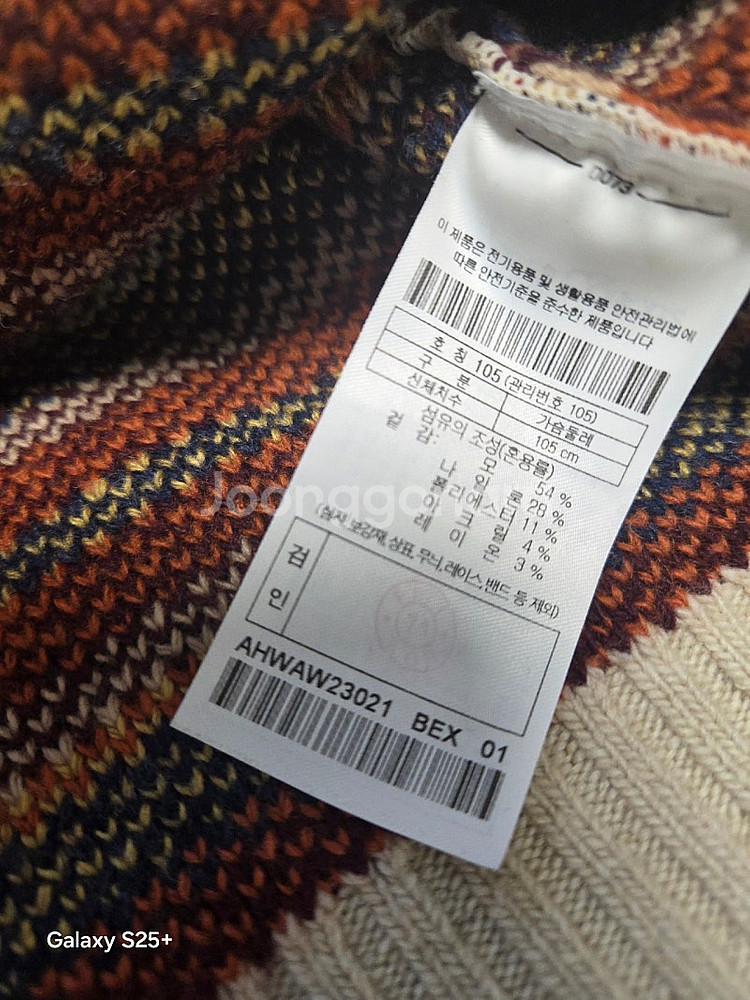 0073
이 제품은 전기용품 및 생활용품 안전관리법에
따른 안전기준을 준수한 제품입니다
호 칭 105 (관리번호 105)
구 분 가슴둘레
신체치수 105 cm
섬유의 조성(혼용률)
겉감: 모 54 %
나 일 론 28 %
폴리에스터 11 %
아 크 릴 4 %
레 이 온 3 %
(심지, 보강재, 상표, 무늬, 레이스, 밴드 등 제외)
검 인
AHWAW23021 BEX 01
Galaxy S25+